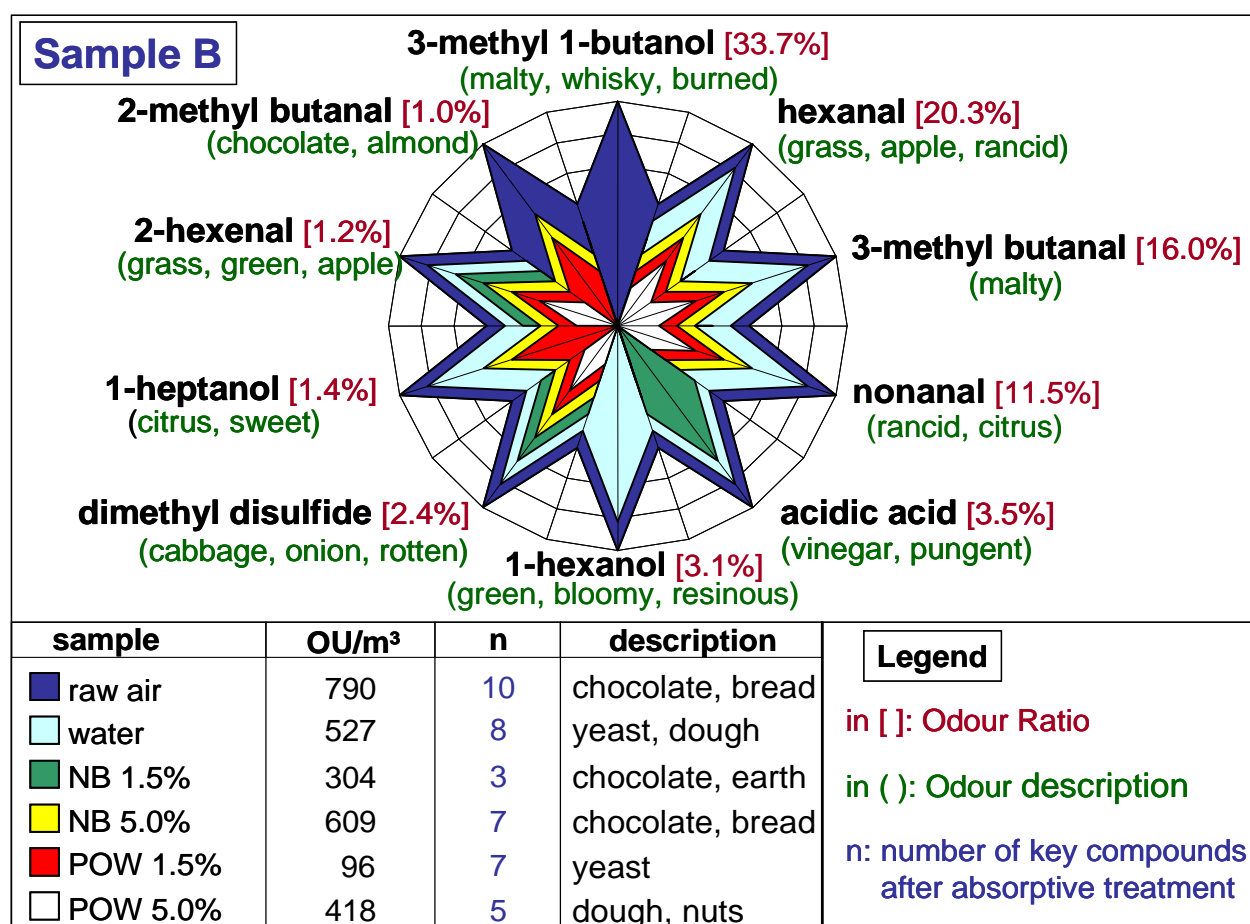 Sample B
3-methyl 1-butanol [33.7%]
(malty, whisky, burned)
2-methyl butanal [1.0%]
(chocolate, almond)
hexanal [20.3%]
(grass, apple, rancid)
2-hexenal [1.2%]
(grass, green, apple)
3-methyl butanal [16.0%]
(malty)
1-heptanol [1.4%]
(citrus, sweet)
nonanal [11.5%]
(rancid, citrus)
dimethyl disulfide [2.4%]
(cabbage, onion, rotten)
acidic acid [3.5%]
(vinegar, pungent)
1-hexanol [3.1%]
(green, bloomy, resinous)
sample OU/m³ n description
raw air 790 10 chocolate, bread
water 527 8 yeast, dough
NB 1.5% 304 3 chocolate, earth
NB 5.0% 609 7 chocolate, bread
POW 1.5% 96 7 yeast
POW 5.0% 418 5 dough, nuts
Legend
in [ ]: Odour Ratio
in ( ): Odour description
n: number of key compounds
after absorptive treatment